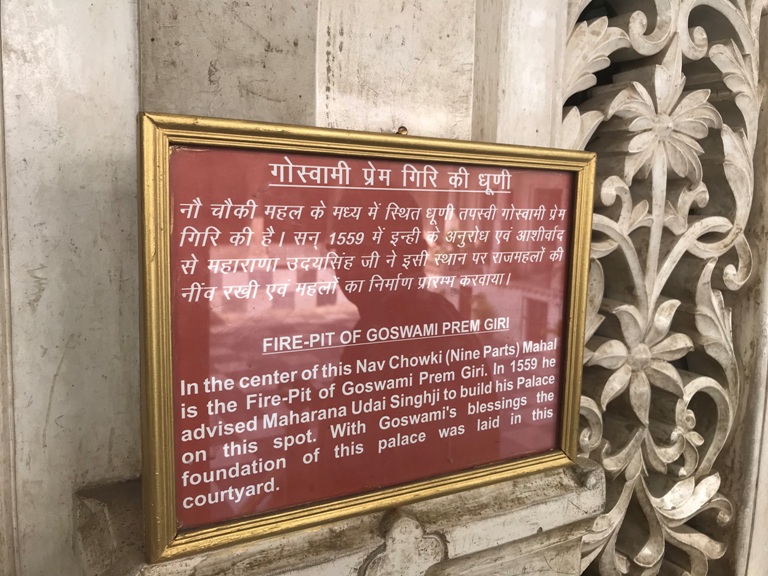 गोस्वामी प्रेम गिरि की धूणी
नौ चौकी महल के मध्य में स्थित धूणी तपस्वी गोस्वामी प्रेम
गिरि की है। सन् 1559 में इन्ही के अनुरोध एवं आशीर्वाद
से महाराणा उदयसिंह जी ने इसी स्थान पर राजमहलों की
नींव रखी एवं महलों का निर्माण प्रारम्भ करवाया।
FIRE-PIT OF GOSWAMI PREM GIRI
In the center of this Nav Chowki (Nine Parts) Mahal
is the Fire-Pit of Goswami Prem Giri. In 1559 he
advised Maharana Udai Singhji to build his Palace
on this spot. With Goswami's blessings the
foundation of this palace was laid in this
courtyard.